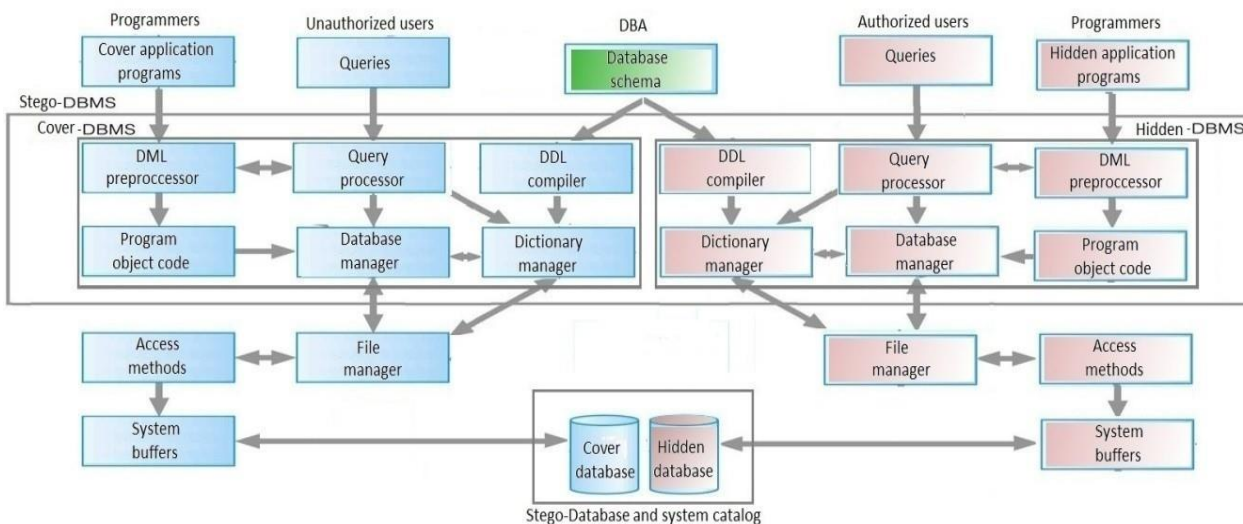 Programmers
Unauthorized users
DBA
Authorized users
Programmers
Cover application
programs
Queries
Database
schema
Queries
Hidden application
programs
Stego-DBMS
Cover-DBMS
Hidden-DBMS
DML
preproccessor
Query
processor
DDL
compiler
DDL
compiler
Query
processor
DML
preproccessor
Program
object code
Database
manager
Dictionary
manager
Dictionary
manager
Database
manager
Program
object code
Access
methods
File
manager
File
manager
Access
methods
System
buffers
Cover
database
Hidden
database
System
buffers
Stego-Database and system catalog